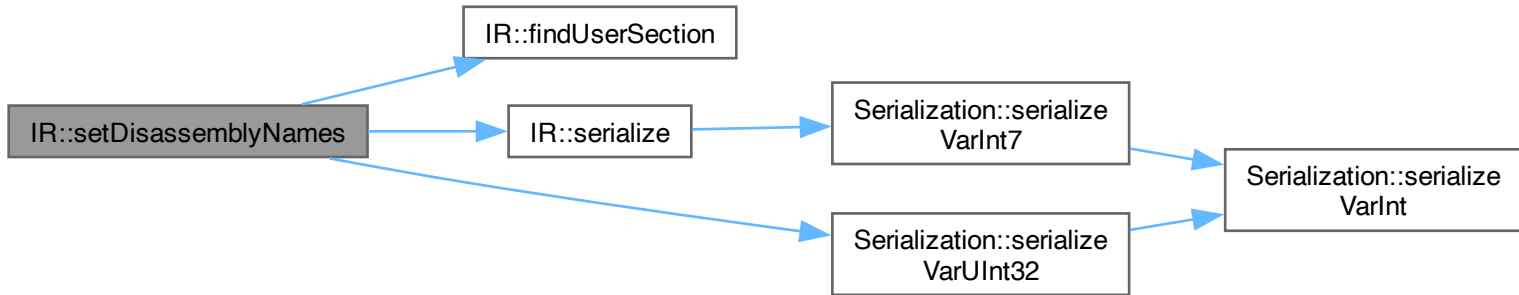 IR::findUserSection
IR::setDisassemblyNames
IR::serialize
Serialization::serialize
VarInt7
Serialization::serialize
VarUInt32
Serialization::serialize
VarInt